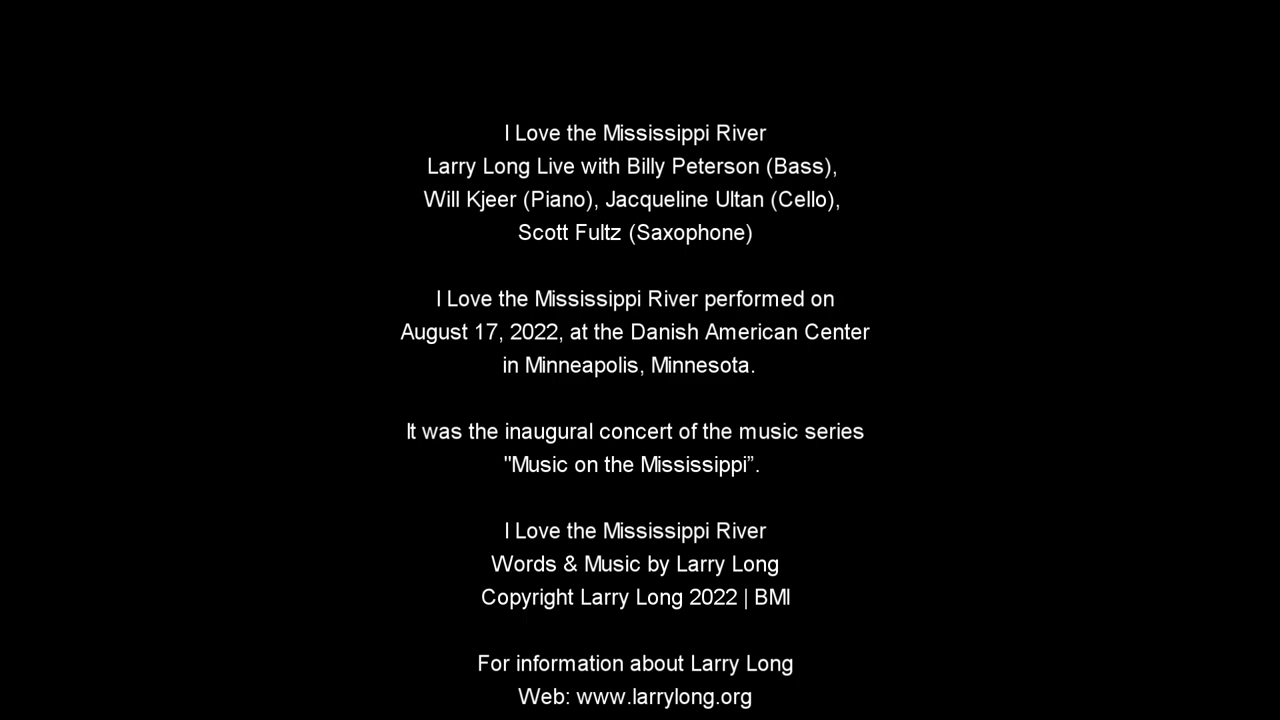 I Love the Mississippi River
Larry Long Live with Billy Peterson (Bass),
Will Kjeer (Piano), Jacqueline Ultan (Cello),
Scott Fultz (Saxophone)
I Love the Mississippi River performed on
August 17, 2022, at the Danish American Center
in Minneapolis, Minnesota.
It was the inaugural concert of the music series
"Music on the Mississippi”.
I Love the Mississippi River
Words & Music by Larry Long
Copyright Larry Long 2022 | BMI
For information about Larry Long
Web: www.larrylong.org